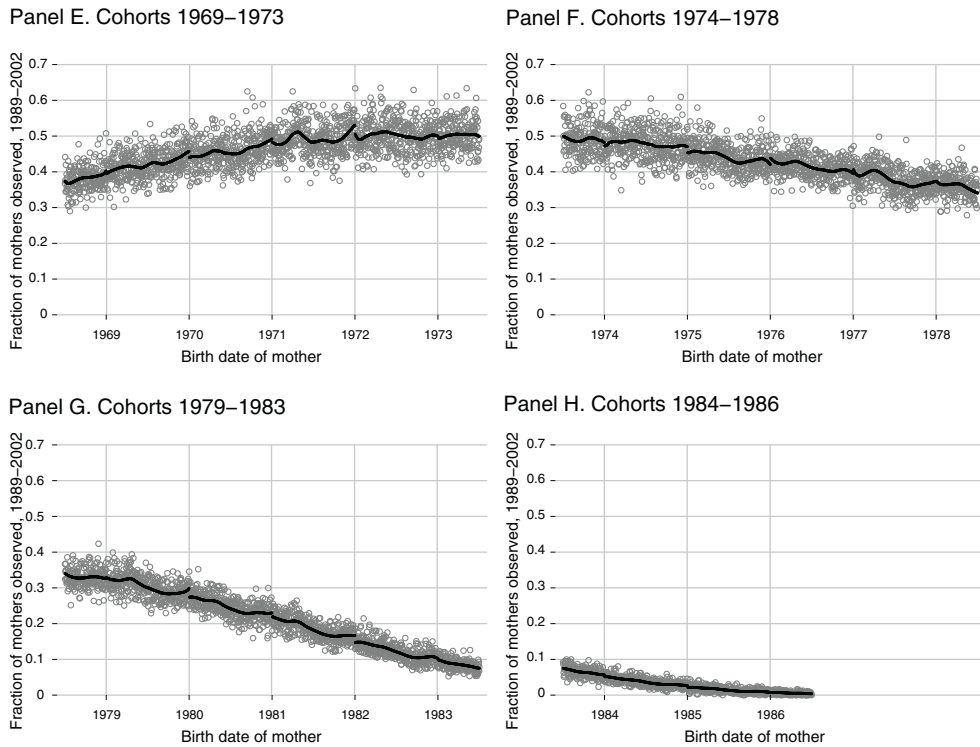 Panel E. Cohorts 1969–1973
Fraction of mothers observed, 1989–2002
0.7
0.6
0.5
0.4
0.3
0.2
0.1
0
1969 1970 1971 1972 1973
Birth date of mother
Panel F. Cohorts 1974–1978
Fraction of mothers observed, 1989–2002
0.7
0.6
0.5
0.4
0.3
0.2
0.1
0
1974 1975 1976 1977 1978
Birth date of mother
Panel G. Cohorts 1979–1983
Fraction of mothers observed, 1989–2002
0.7
0.6
0.5
0.4
0.3
0.2
0.1
0
1979 1980 1981 1982 1983
Birth date of mother
Panel H. Cohorts 1984–1986
Fraction of mothers observed, 1989–2002
0.7
0.6
0.5
0.4
0.3
0.2
0.1
0
1984 1985 1986
Birth date of mother